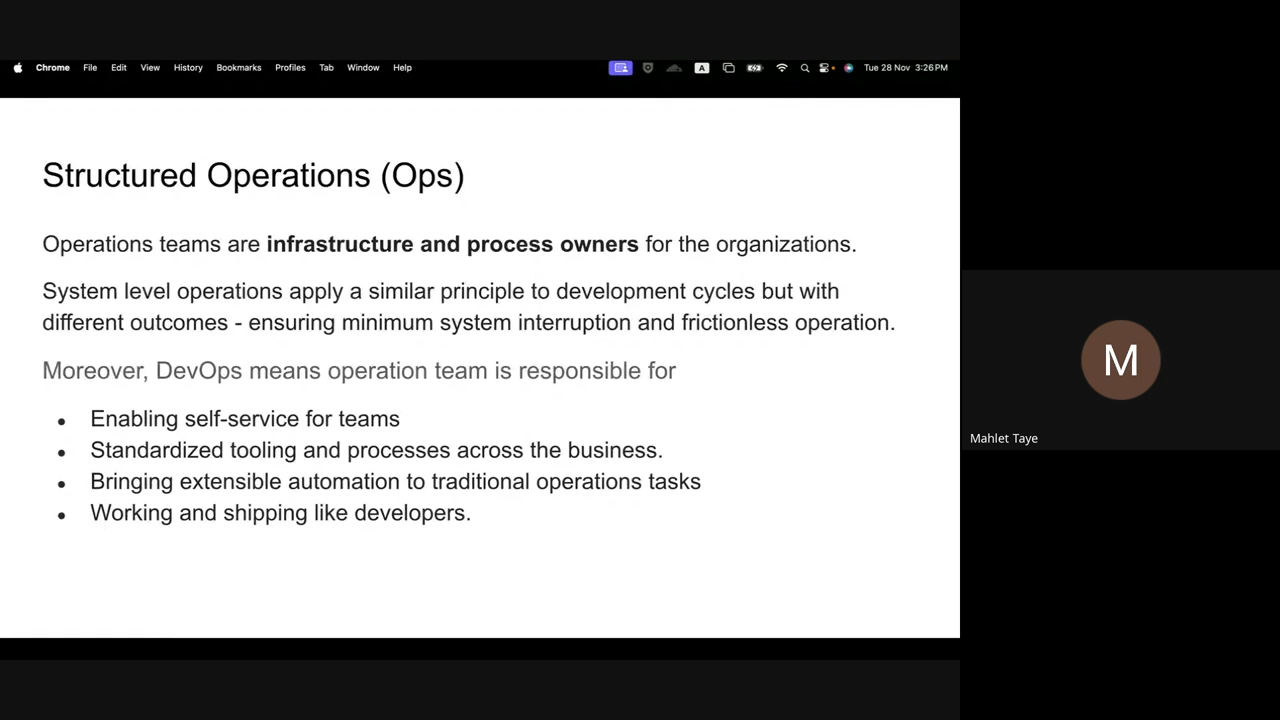 Chrome File Edit View History Bookmarks Profiles Tab Window Help A Tue 28 Nov 3:26 PM
Structured Operations (Ops)
Operations teams are infrastructure and process owners for the organizations.
System level operations apply a similar principle to development cycles but with
different outcomes - ensuring minimum system interruption and frictionless operation.
Moreover, DevOps means operation team is responsible for
● Enabling self-service for teams
● Standardized tooling and processes across the business.
● Bringing extensible automation to traditional operations tasks
● Working and shipping like developers.
M
Mahlet Taye